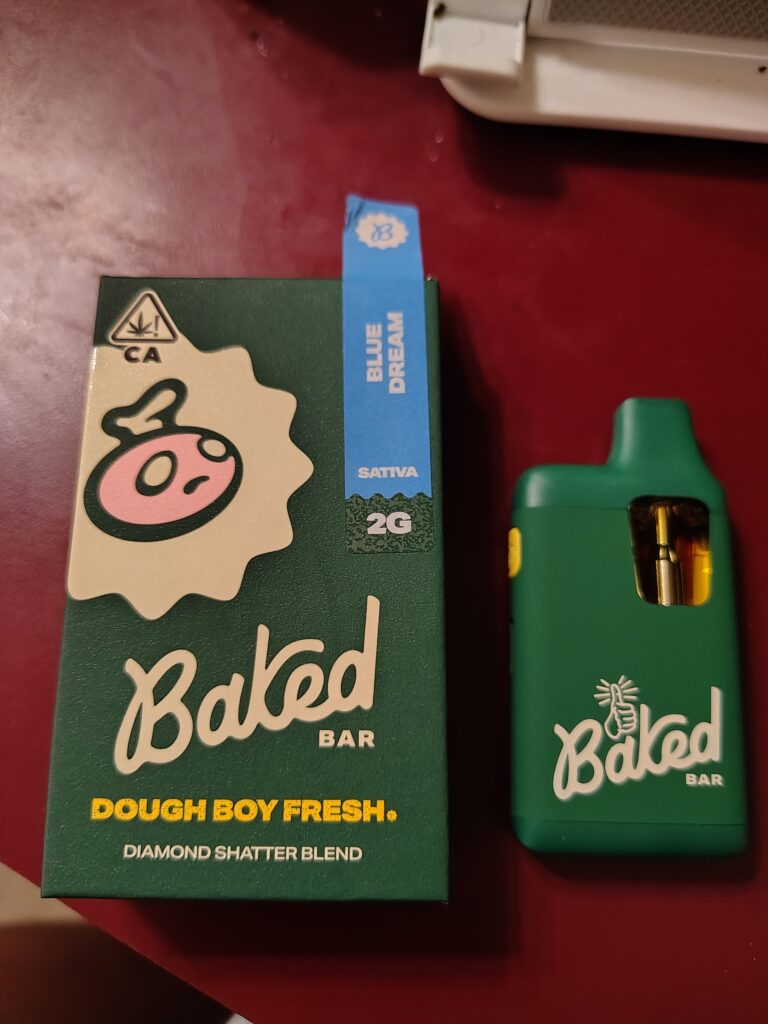 B
BLUE
DREAM
SATIVA
2G
!
CA
Baked
BAR
DOUGH BOY FRESH.
DIAMOND SHATTER BLEND
Baked
BAR